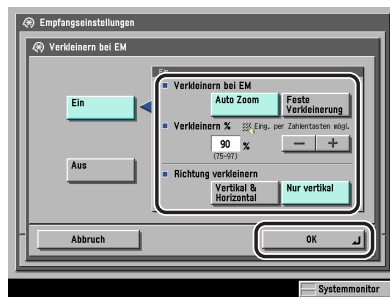 Empfangseinstellungen
Verkleinern bei EM
Ein
Verkleinern bei EM
Auto Zoom
Feste
Verkleinerung
Verkleinern %
Eing. per Zahlentasten mögl.
90 %
(75-97)
− +
Aus
Richtung verkleinern
Vertikal &
Horizontal
Nur vertikal
Abbruch
OK
Systemmonitor